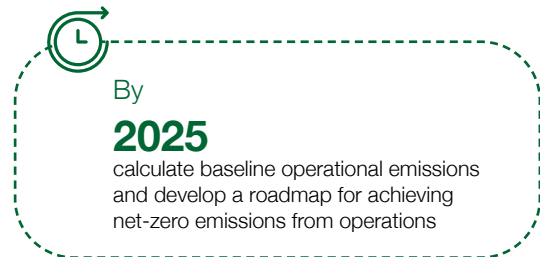 By
2025
calculate baseline operational emissions
and develop a roadmap for achieving
net-zero emissions from operations